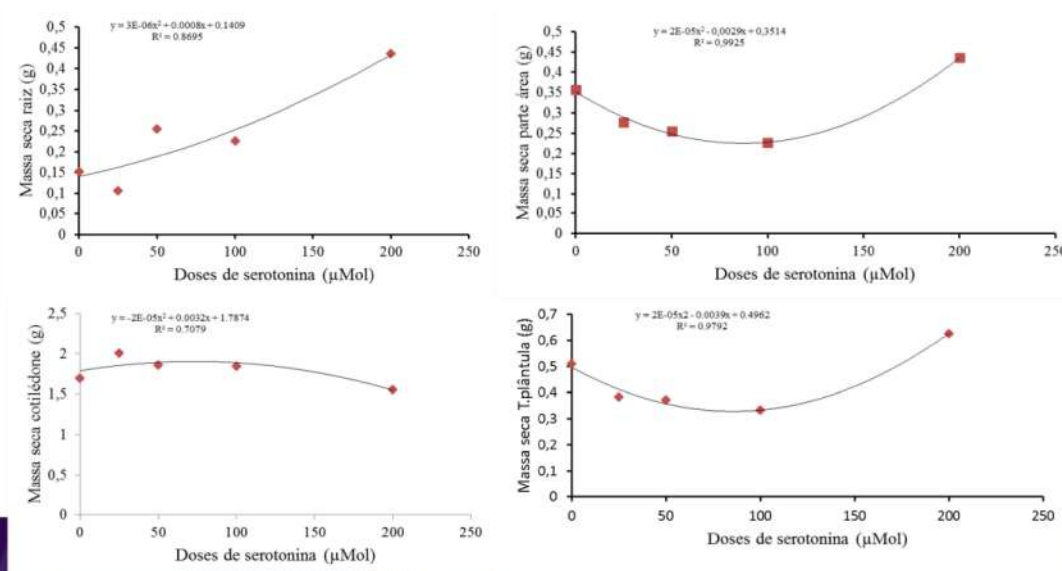 y = 3E-06x² + 0.0008x + 0.1409
R² = 0.8695
Massa seca raiz (g)
0,5
0,45
0,4
0,35
0,3
0,25
0,2
0,15
0,1
0,05
0
0 50 100 150 200 250
Doses de serotonina (µMol)
y = 2E-05x² - 0,0029x + 0,3514
R² = 0,9925
Massa seca parte área (g)
0,5
0,45
0,4
0,35
0,3
0,25
0,2
0,15
0,1
0,05
0
0 50 100 150 200 250
Doses de serotonina (µMol)
y = -2E-05x² + 0.0032x + 1.7874
R² = 0.7079
Massa seca cotilédone (g)
2,5
2
1,5
1
0,5
0
0 50 100 150 200 250
Doses de serotonina (µMol)
y = 2E-05x2 - 0.0039x + 0.4962
R² = 0.9792
Massa seca T.plântula (g)
0,7
0,6
0,5
0,4
0,3
0,2
0,1
0
0 50 100 150 200 250
Doses de serotonina (µMol)